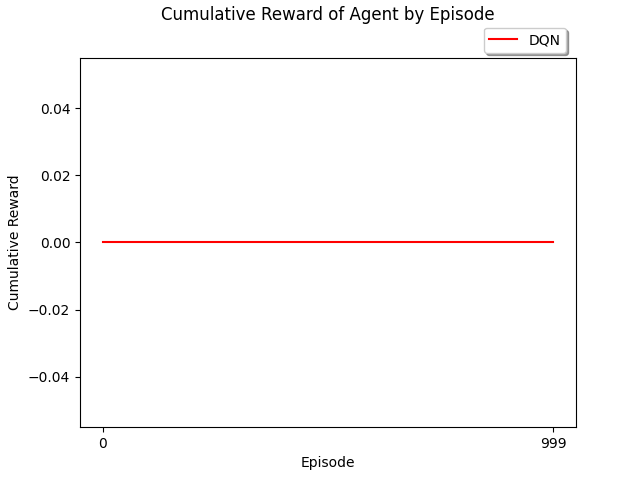 Cumulative Reward of Agent by Episode
DQN
0.04
0.02
0.00
−0.02
−0.04
Cumulative Reward
0
999
Episode